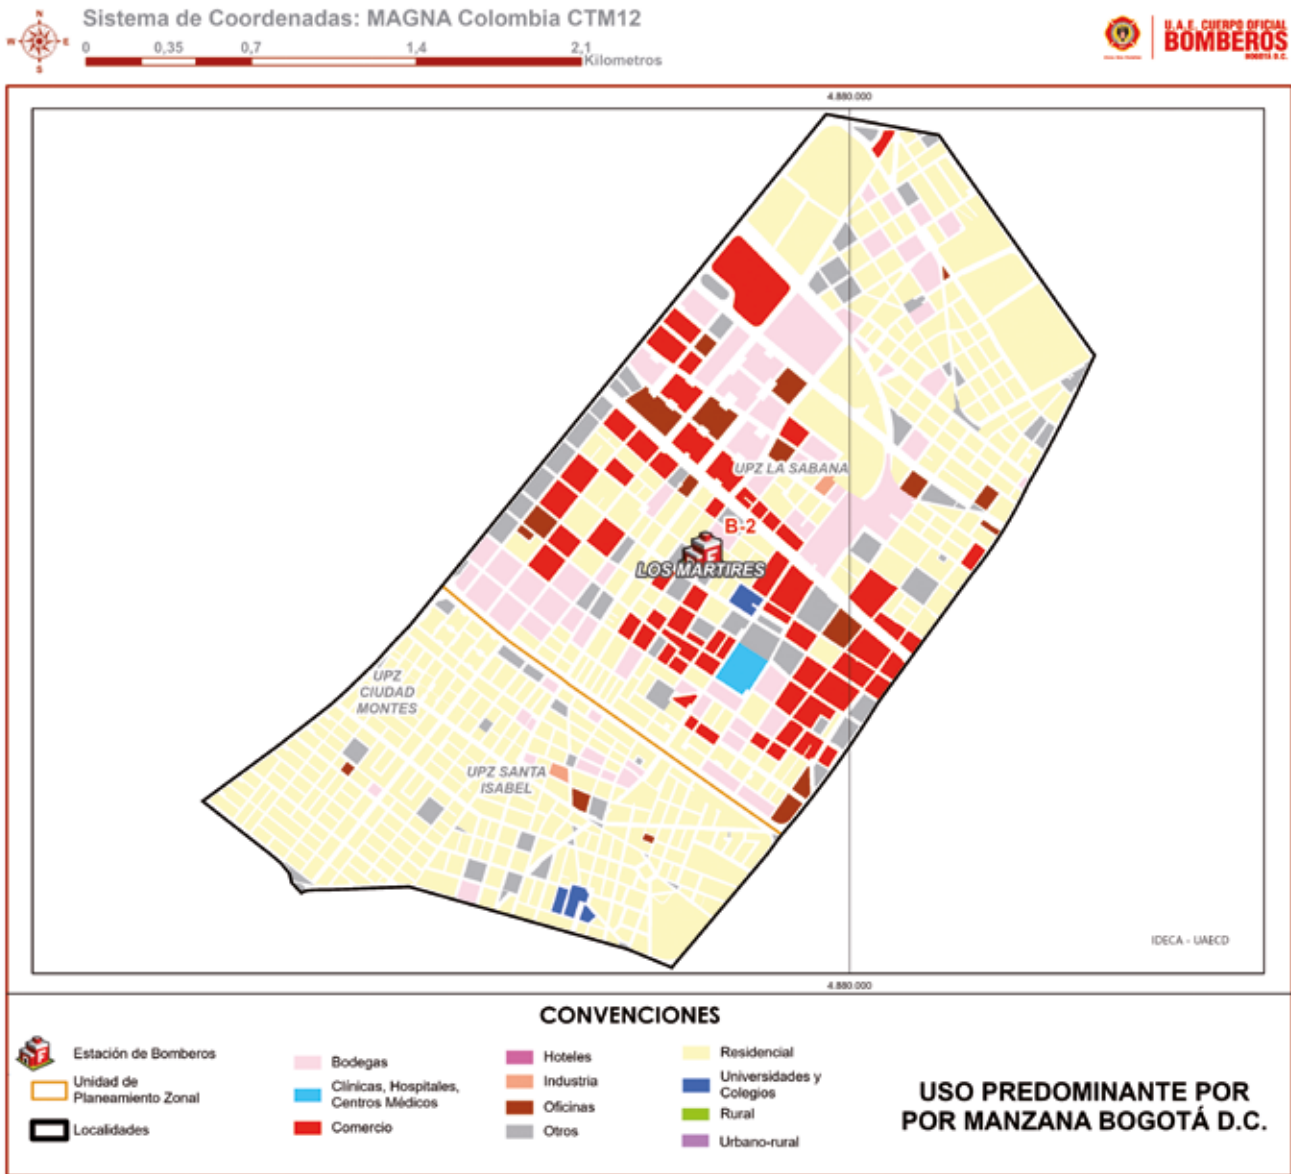 Sistema de Coordenadas: MAGNA Colombia CTM12
N
W E
S
0 0,35 0,7 1,4 2,1
Kilometros
U.A.E. CUERPO OFICIAL
BOMBEROS
BOGOTÁ D.C.
4.880.000
UPZ LA SABANA
B-2
LOS MARTIRES
UPZ
CIUDAD
MONTES
UPZ SANTA
ISABEL
IDECA - UAECD
4.880.000
CONVENCIONES
Estación de Bomberos
Unidad de
Planeamiento Zonal
Localidades
Bodegas
Clínicas, Hospitales,
Centros Médicos
Comercio
Hoteles
Industria
Oficinas
Otros
Residencial
Universidades y
Colegios
Rural
Urbano-rural
USO PREDOMINANTE POR
POR MANZANA BOGOTÁ D.C.